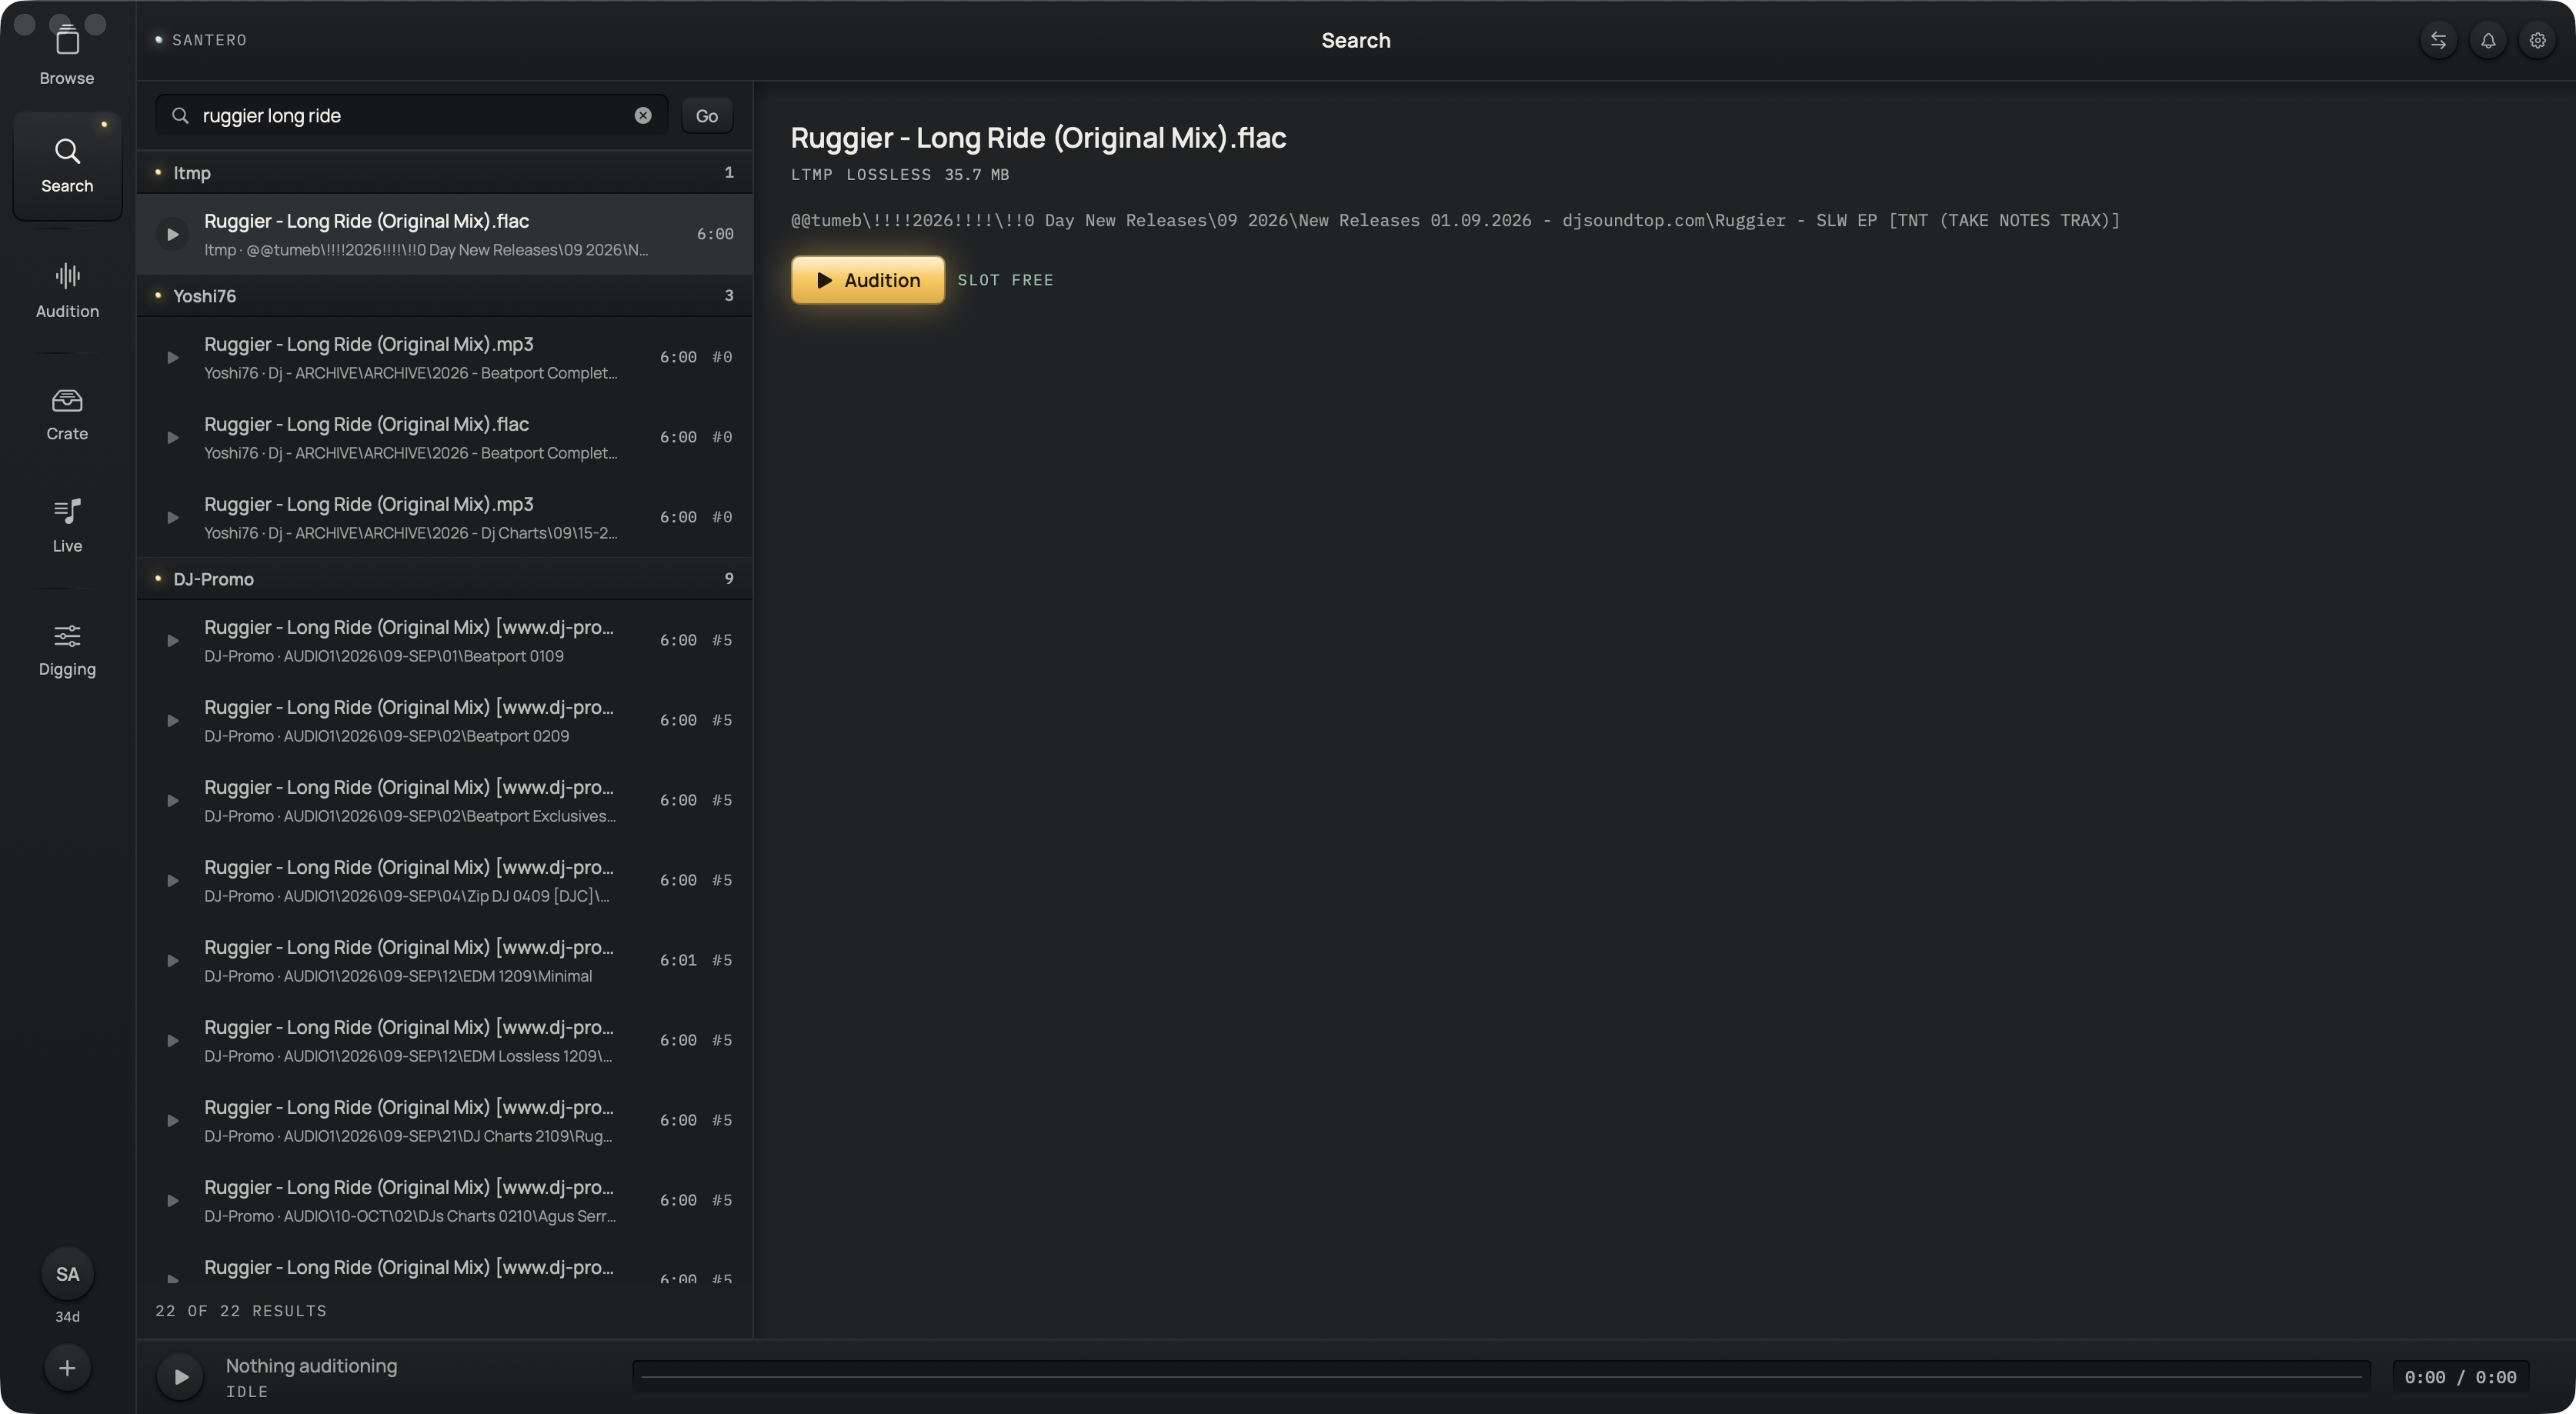 Browse
Search
Audition
Crate
Live
Digging
SA
34d
SANTERO
Search
ruggier long ride
Go
ltmp 1
Ruggier - Long Ride (Original Mix).flac
ltmp · @@tumeb\!!!!2026!!!!\!!0 Day New Releases\09 2026\N...
6:00
Yoshi76 3
Ruggier - Long Ride (Original Mix).mp3
Yoshi76 · Dj - ARCHIVE\ARCHIVE\2026 - Beatport Complet...
6:00 #0
Ruggier - Long Ride (Original Mix).flac
Yoshi76 · Dj - ARCHIVE\ARCHIVE\2026 - Beatport Complet...
6:00 #0
Ruggier - Long Ride (Original Mix).mp3
Yoshi76 · Dj - ARCHIVE\ARCHIVE\2026 - Dj Charts\09\15-2...
6:00 #0
DJ-Promo 9
Ruggier - Long Ride (Original Mix) [www.dj-pro...
DJ-Promo · AUDIO1\2026\09-SEP\01\Beatport 0109
6:00 #5
Ruggier - Long Ride (Original Mix) [www.dj-pro...
DJ-Promo · AUDIO1\2026\09-SEP\02\Beatport 0209
6:00 #5
Ruggier - Long Ride (Original Mix) [www.dj-pro...
DJ-Promo · AUDIO1\2026\09-SEP\02\Beatport Exclusives...
6:00 #5
Ruggier - Long Ride (Original Mix) [www.dj-pro...
DJ-Promo · AUDIO1\2026\09-SEP\04\Zip DJ 0409 [DJC]\...
6:00 #5
Ruggier - Long Ride (Original Mix) [www.dj-pro...
DJ-Promo · AUDIO1\2026\09-SEP\12\EDM 1209\Minimal
6:01 #5
Ruggier - Long Ride (Original Mix) [www.dj-pro...
DJ-Promo · AUDIO1\2026\09-SEP\12\EDM Lossless 1209\...
6:00 #5
Ruggier - Long Ride (Original Mix) [www.dj-pro...
DJ-Promo · AUDIO1\2026\09-SEP\21\DJ Charts 2109\Rug...
6:00 #5
Ruggier - Long Ride (Original Mix) [www.dj-pro...
DJ-Promo · AUDIO\10-OCT\02\DJs Charts 0210\Agus Serr...
6:00 #5
Ruggier - Long Ride (Original Mix) [www.dj-pro...
6:00 #5
22 OF 22 RESULTS
Ruggier - Long Ride (Original Mix).flac
LTMP LOSSLESS 35.7 MB
@@tumeb\!!!!2026!!!!\!!0 Day New Releases\09 2026\New Releases 01.09.2026 - djsoundtop.com\Ruggier - SLW EP [TNT (TAKE NOTES TRAX)]
Audition
SLOT FREE
Nothing auditioning
IDLE
0:00 / 0:00